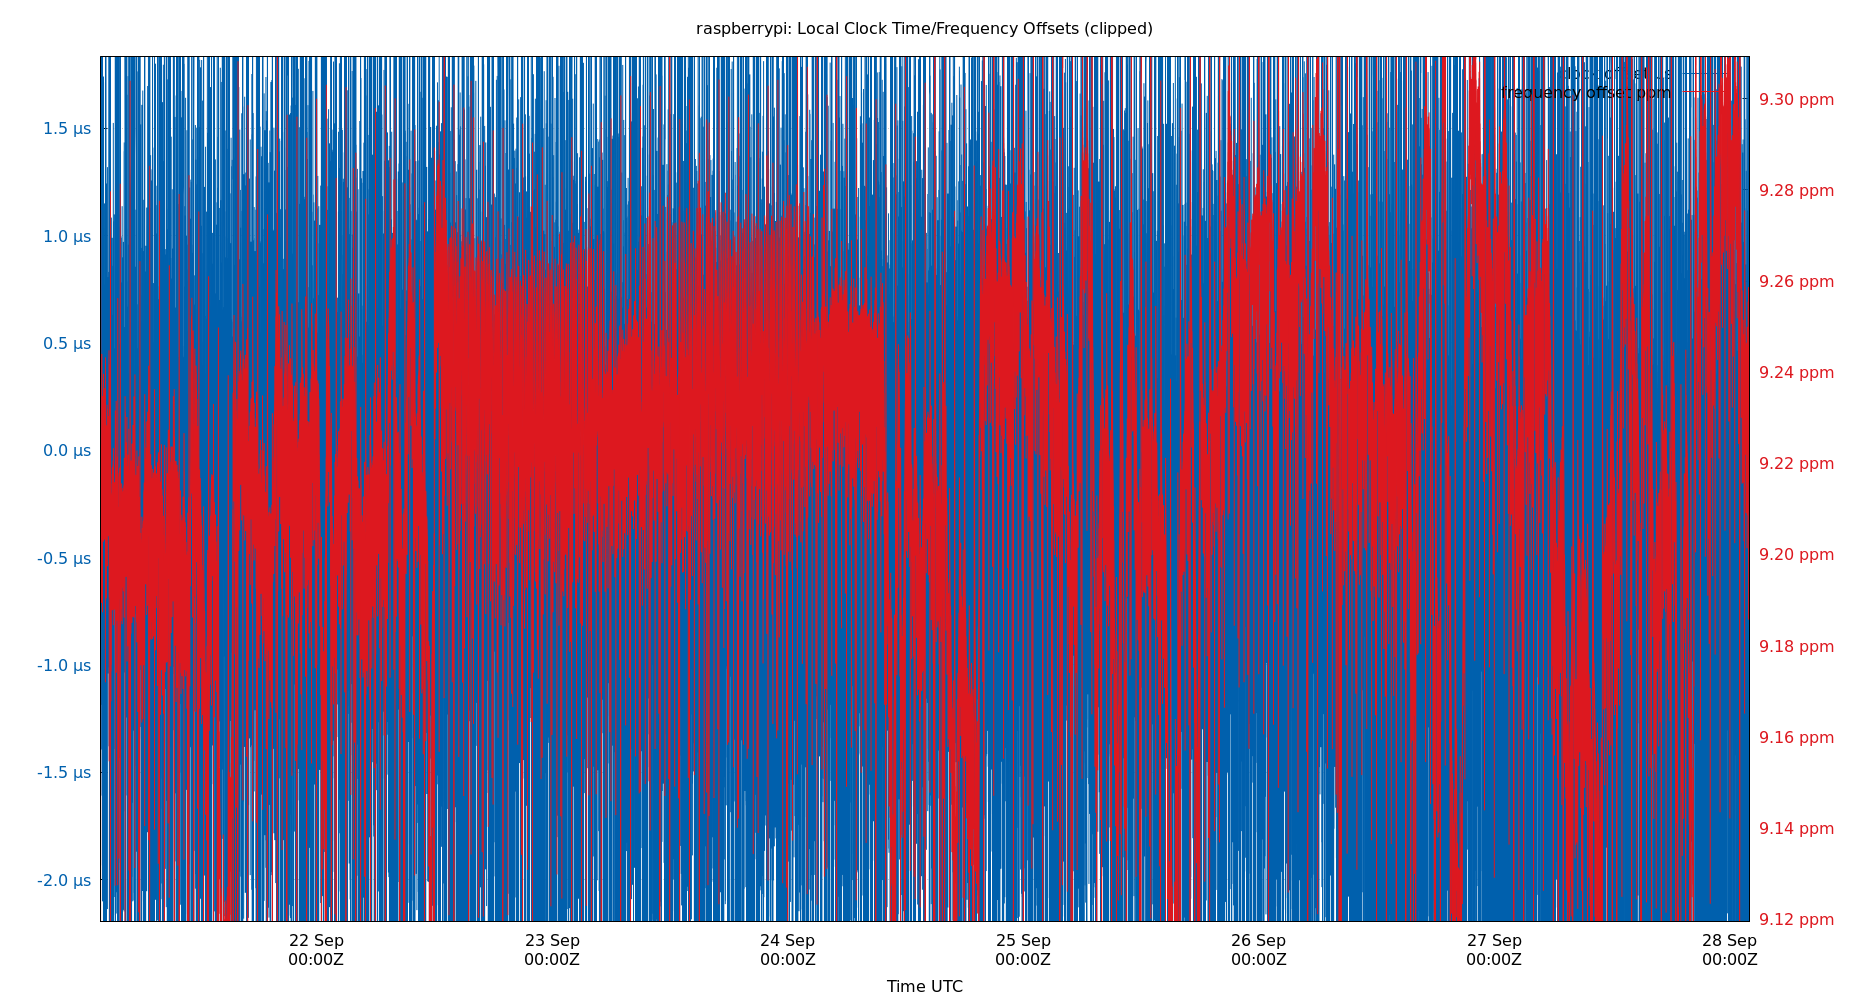 raspberrypi: Local Clock Time/Frequency Offsets (clipped)
frequency offset ppm
1.5 μs
1.0 μs
0.5 μs
0.0 μs
-0.5 μs
-1.0 μs
-1.5 μs
-2.0 μs
9.30 ppm
9.28 ppm
9.26 ppm
9.24 ppm
9.22 ppm
9.20 ppm
9.18 ppm
9.16 ppm
9.14 ppm
9.12 ppm
22 Sep
00:00Z
23 Sep
00:00Z
24 Sep
00:00Z
25 Sep
00:00Z
26 Sep
00:00Z
27 Sep
00:00Z
28 Sep
00:00Z
Time UTC